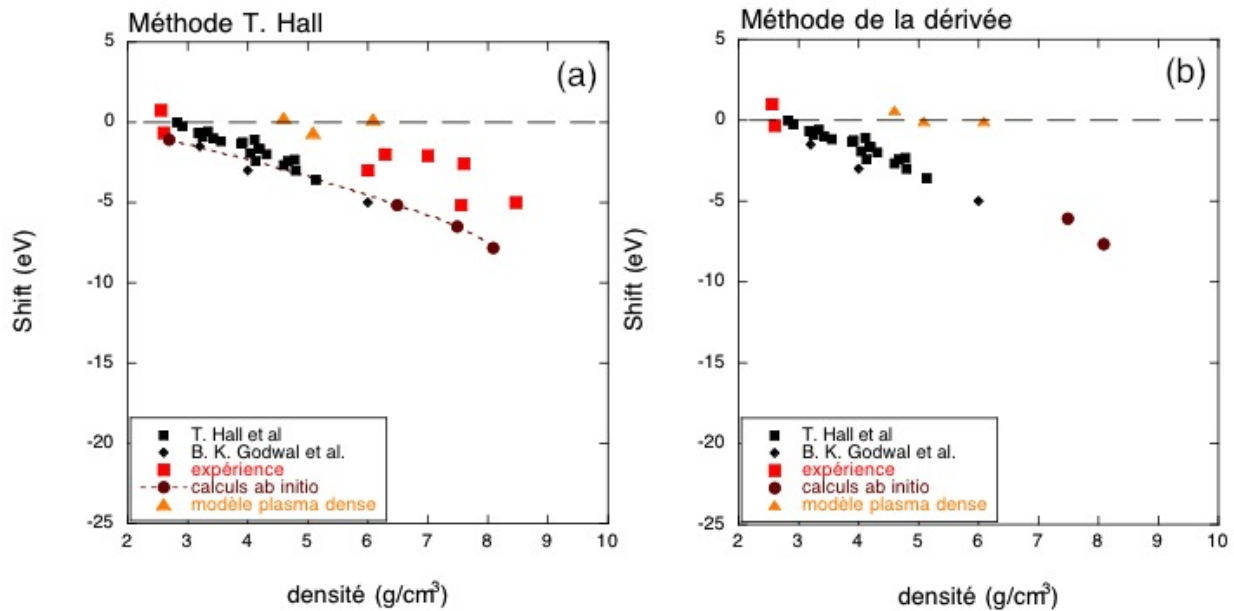 Méthode T. Hall
(a)
5
0
-5
-10
-15
-20
-25
Shift (eV)
T. Hall et al
B. K. Godwal et al.
expérience
calculs ab initio
modèle plasma dense
2 3 4 5 6 7 8 9 10
densité (g/cm³)
Méthode de la dérivée
(b)
5
0
-5
-10
-15
-20
-25
Shift (eV)
T. Hall et al
B. K. Godwal et al.
expérience
calculs ab initio
modèle plasma dense
2 3 4 5 6 7 8 9 10
densité (g/cm³)